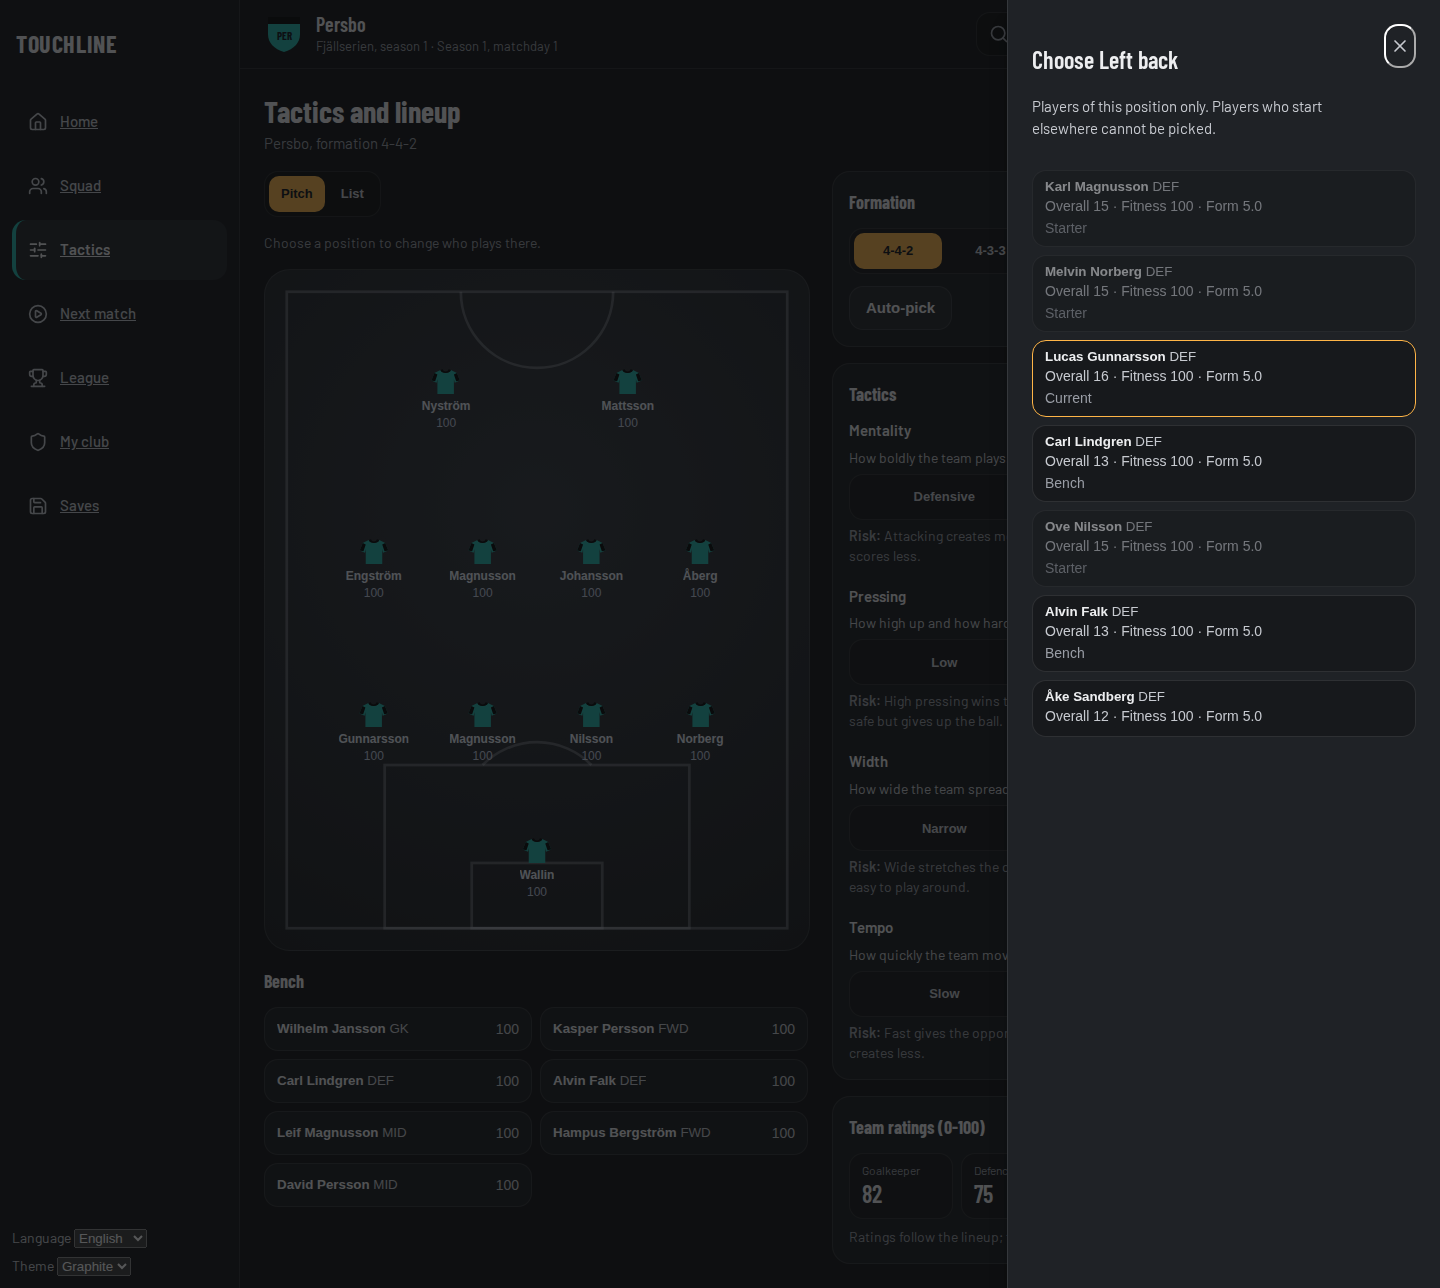 TOUCHLINE
Home
Squad
Tactics
Next match
League
My club
Saves
Language English
Theme Graphite
PER
Persbo
Fjällserien, season 1 · Season 1, matchday 1
Tactics and lineup
Persbo, formation 4-4-2
Pitch List
Choose a position to change who plays there.
Nyström Mattsson
100 100
Engström Magnusson Johansson Åberg
100 100 100 100
Gunnarsson Magnusson Nilsson Norberg
100 100 100 100
Wallin
100
Bench
Wilhelm Jansson GK 100
Kasper Persson FWD 100
Carl Lindgren DEF 100
Alvin Falk DEF 100
Leif Magnusson MID 100
Hampus Bergström FWD 100
David Persson MID 100
Formation
4-4-2 4-3-3
Auto-pick
Tactics
Mentality
How boldly the team plays
Defensive
Risk: Attacking creates m
scores less.
Pressing
How high up and how hard
Low
Risk: High pressing wins t
safe but gives up the ball.
Width
How wide the team spread
Narrow
Risk: Wide stretches the o
easy to play around.
Tempo
How quickly the team mov
Slow
Risk: Fast gives the oppor
creates less.
Team ratings (0-100)
Goalkeeper Defenc
82 75
Ratings follow the lineup:
Choose Left back
Players of this position only. Players who start
elsewhere cannot be picked.
Karl Magnusson DEF
Overall 15 · Fitness 100 · Form 5.0
Starter
Melvin Norberg DEF
Overall 15 · Fitness 100 · Form 5.0
Starter
Lucas Gunnarsson DEF
Overall 16 · Fitness 100 · Form 5.0
Current
Carl Lindgren DEF
Overall 13 · Fitness 100 · Form 5.0
Bench
Ove Nilsson DEF
Overall 15 · Fitness 100 · Form 5.0
Starter
Alvin Falk DEF
Overall 13 · Fitness 100 · Form 5.0
Bench
Åke Sandberg DEF
Overall 12 · Fitness 100 · Form 5.0